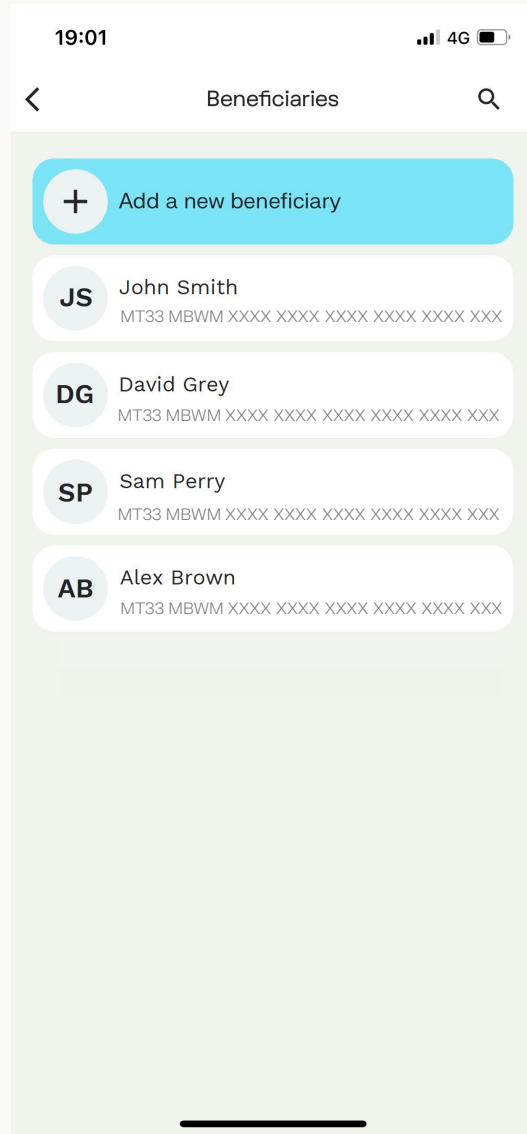 19:01
4G
Beneficiaries
Add a new beneficiary
JS
John Smith
MT33 MBWM XXXX XXXX XXXX XXXX XXXX XXX
DG
David Grey
MT33 MBWM XXXX XXXX XXXX XXXX XXXX XXX
SP
Sam Perry
MT33 MBWM XXXX XXXX XXXX XXXX XXXX XXX
AB
Alex Brown
MT33 MBWM XXXX XXXX XXXX XXXX XXXX XXX